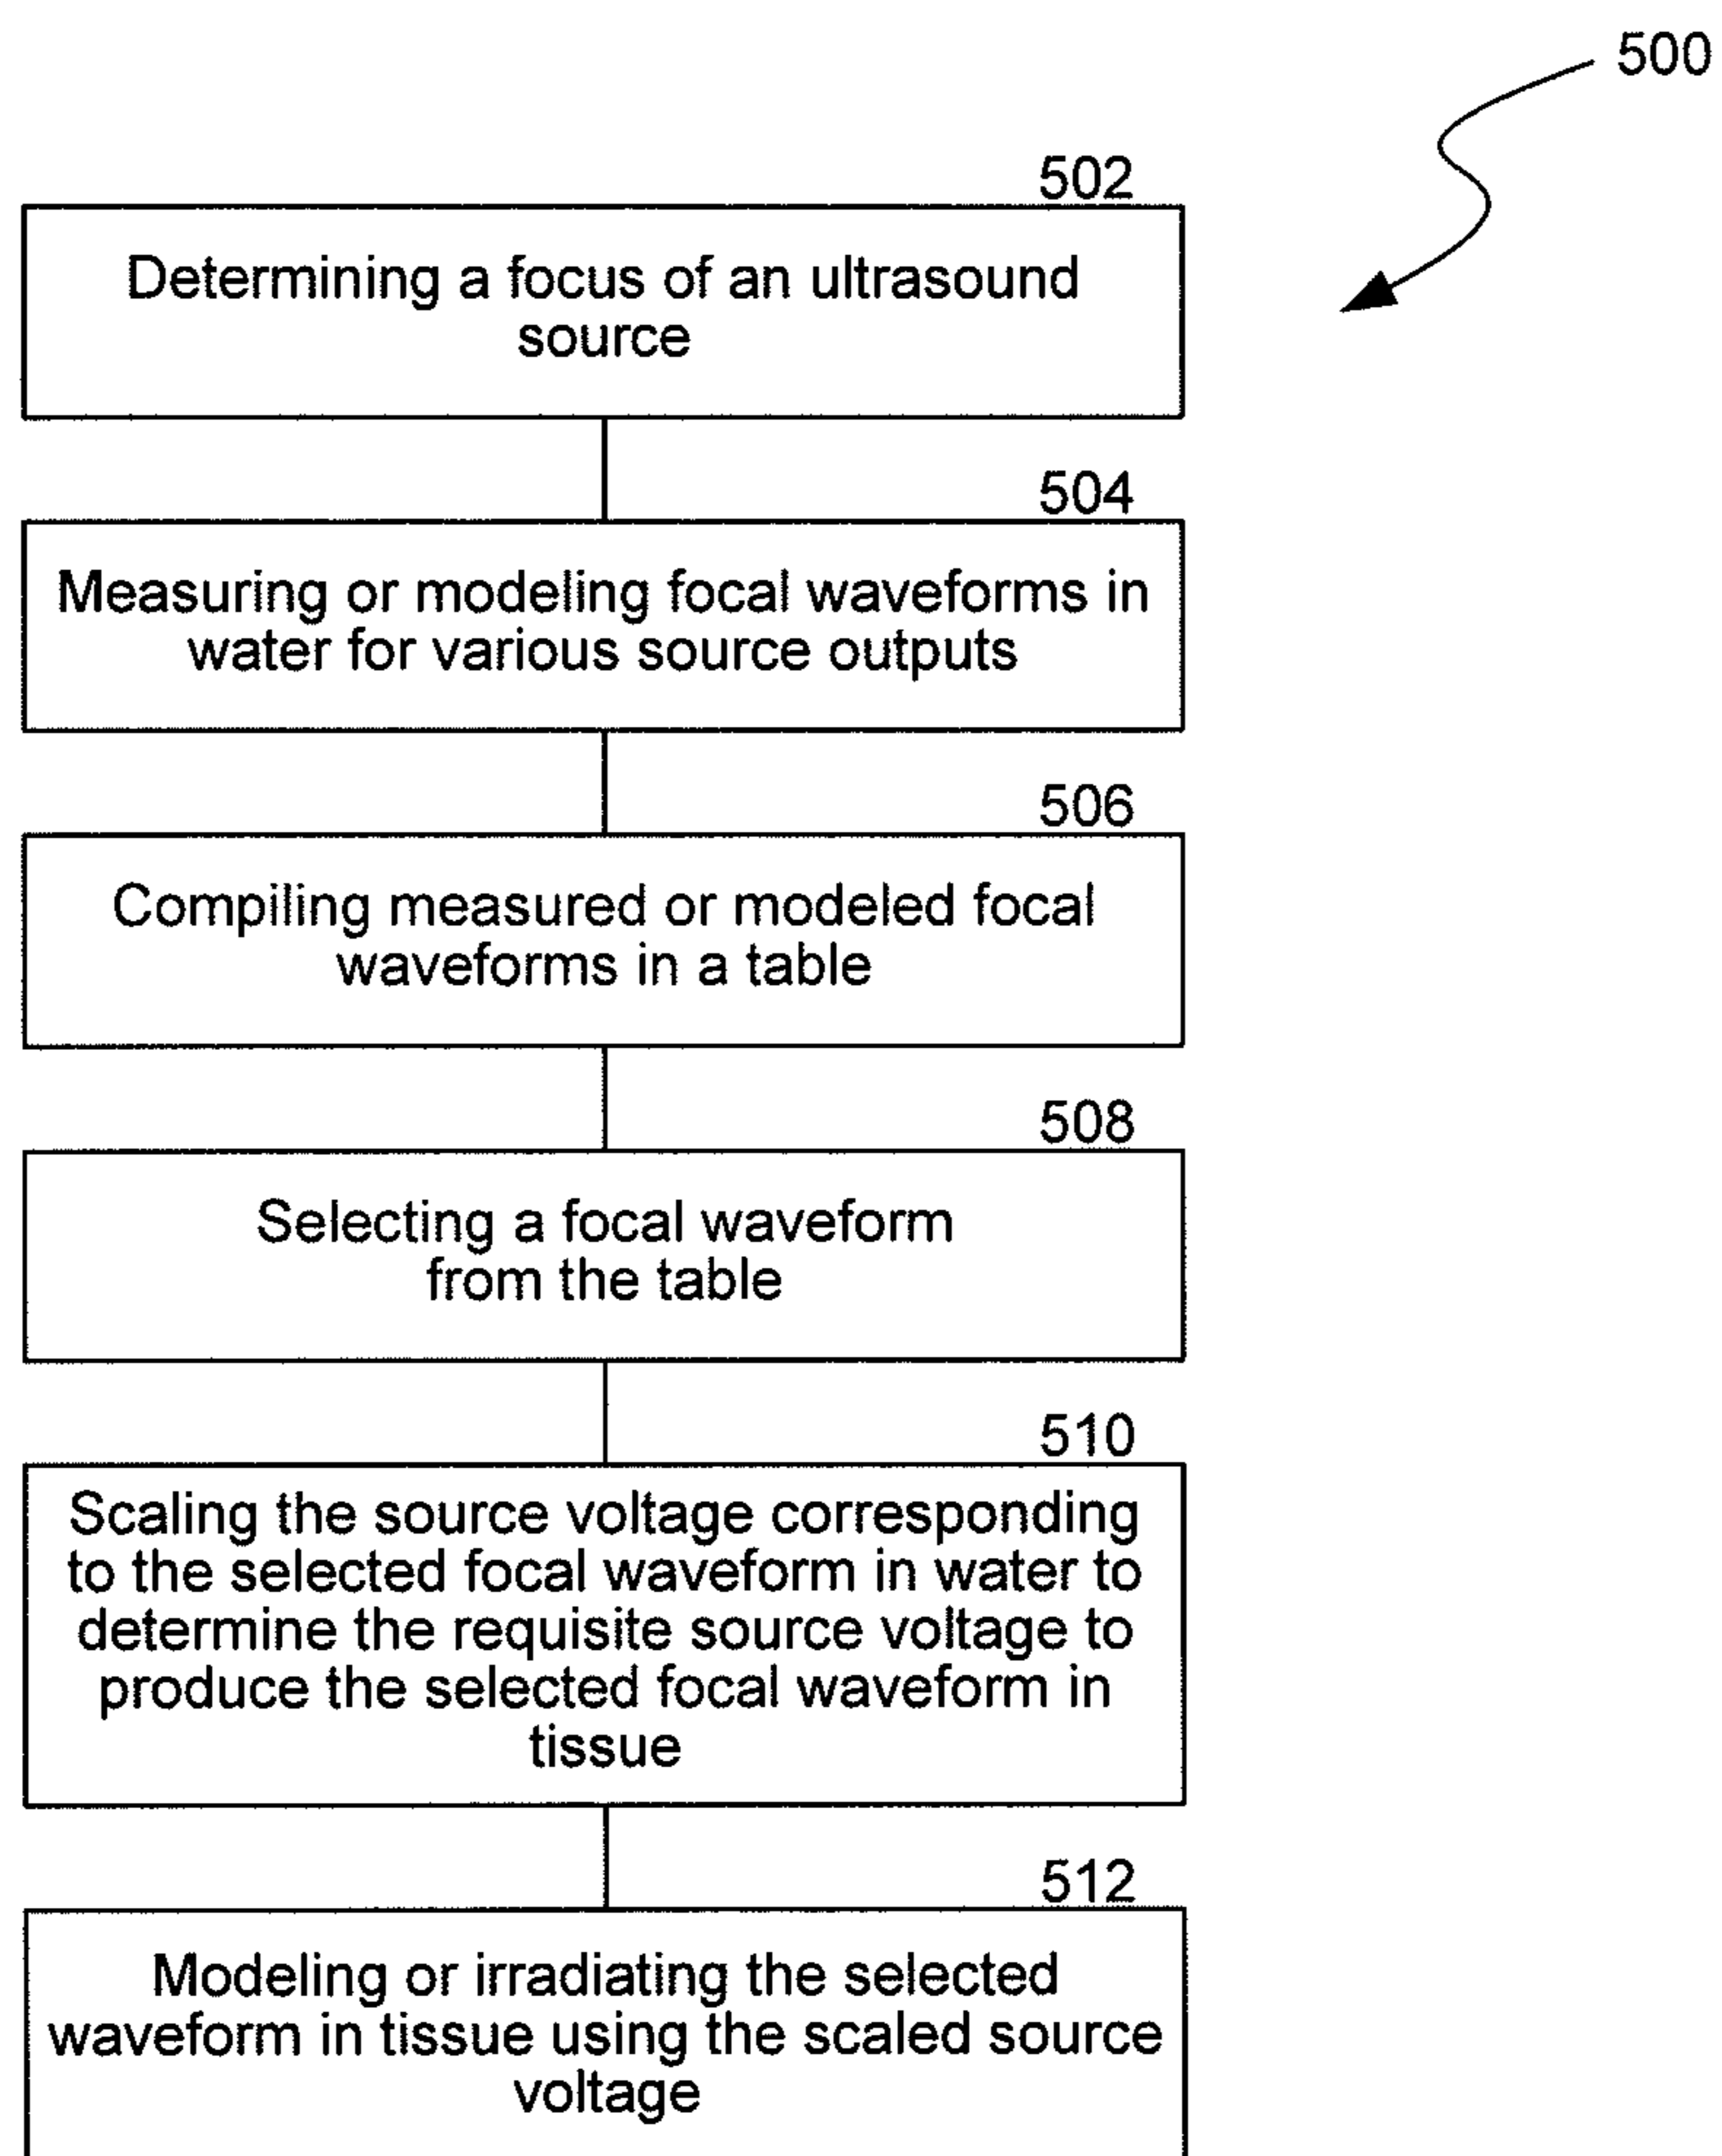 500
502
Determining a focus of an ultrasound
source
504
Measuring or modeling focal waveforms in
water for various source outputs
506
Compiling measured or modeled focal
waveforms in a table
508
Selecting a focal waveform
from the table
510
Scaling the source voltage corresponding
to the selected focal waveform in water to
determine the requisite source voltage to
produce the selected focal waveform in
tissue
512
Modeling or irradiating the selected
waveform in tissue using the scaled source
voltage